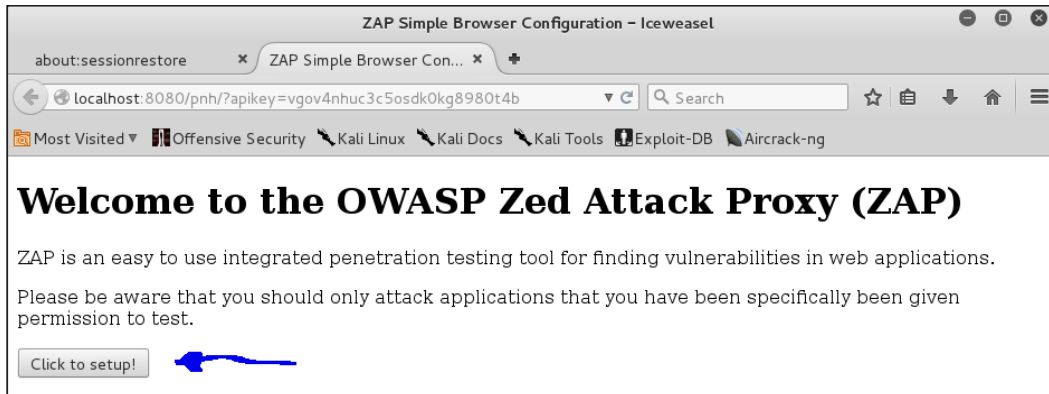 ZAP Simple Browser Configuration – Iceweasel
about:sessionrestore ZAP Simple Browser Con...
localhost:8080/pnh/?apikey=vgov4nhuc3c5osdk0kg8980t4b Search
Most Visited Offensive Security Kali Linux Kali Docs Kali Tools Exploit-DB Aircrack-ng
Welcome to the OWASP Zed Attack Proxy (ZAP)
ZAP is an easy to use integrated penetration testing tool for finding vulnerabilities in web applications.
Please be aware that you should only attack applications that you have been specifically been given
permission to test.
Click to setup!